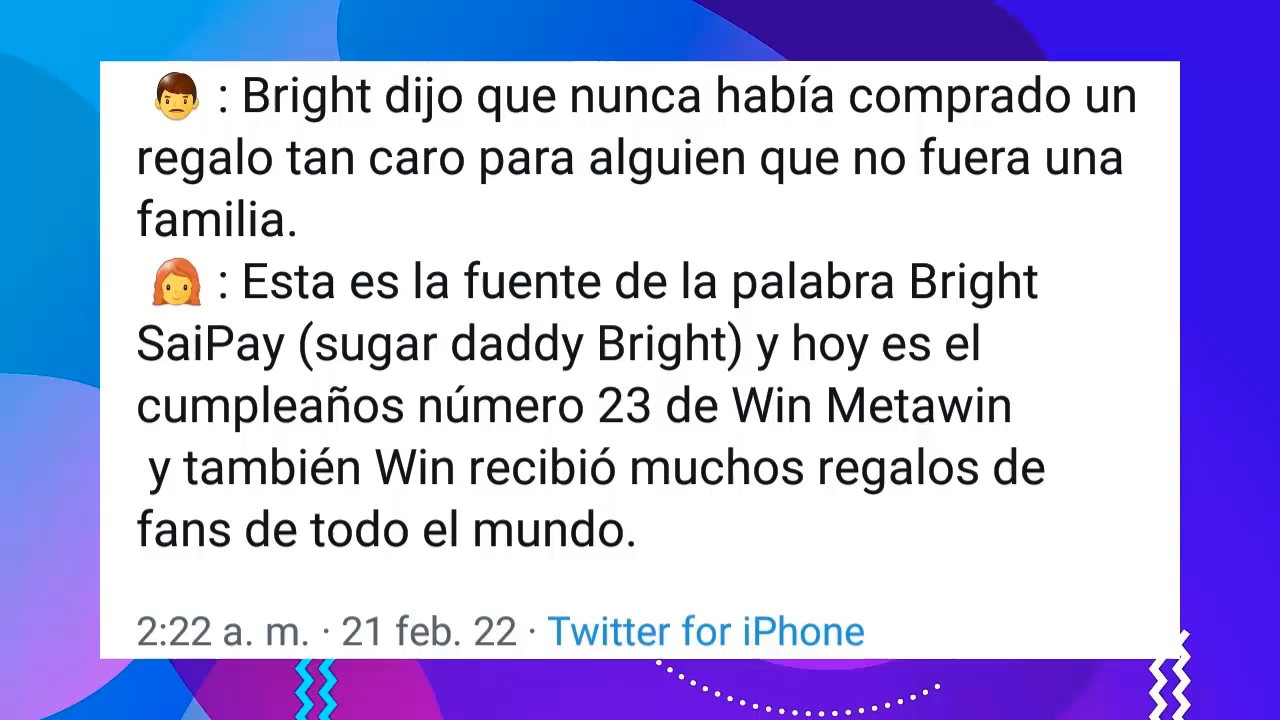 👨 : Bright dijo que nunca había comprado un
regalo tan caro para alguien que no fuera una
familia.
👩‍🦰 : Esta es la fuente de la palabra Bright
SaiPay (sugar daddy Bright) y hoy es el
cumpleaños número 23 de Win Metawin
y también Win recibió muchos regalos de
fans de todo el mundo.
2:22 a. m. · 21 feb. 22 · Twitter for iPhone